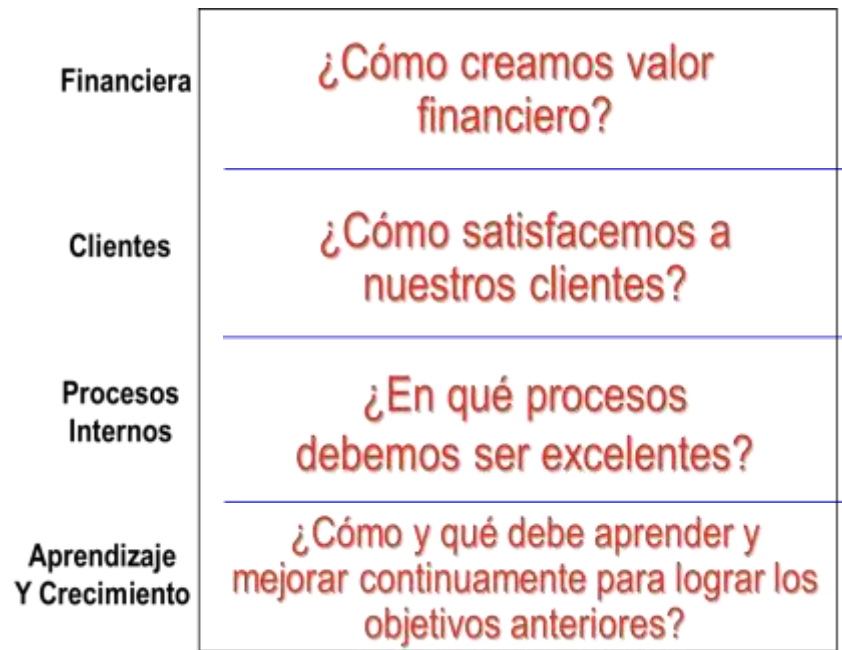 Financiera
¿Cómo creamos valor
financiero?
Clientes
¿Cómo satisfacemos a
nuestros clientes?
Procesos
Internos
¿En qué procesos
debemos ser excelentes?
Aprendizaje
Y Crecimiento
¿Cómo y qué debe aprender y
mejorar continuamente para lograr los
objetivos anteriores?